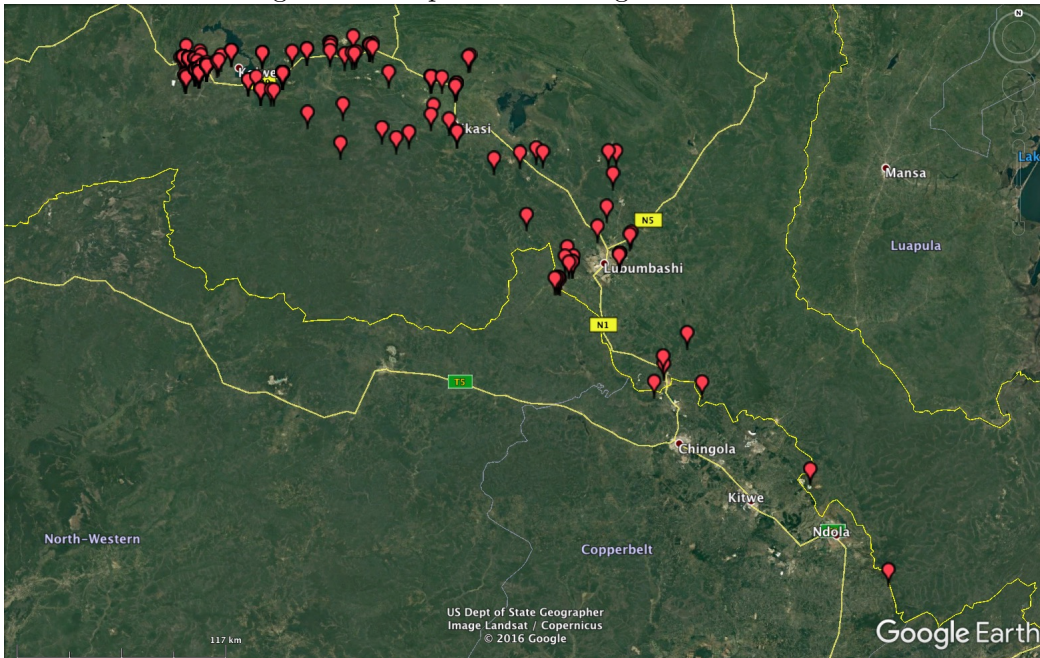 N
Mansa
Luapula
N5
Lubumbashi
N1
T5
Chingola
Kitwe
North-Western
Copperbelt
Ndola
US Dept of State Geographer
Image Landsat / Copernicus
© 2016 Google
117 km
Google Earth